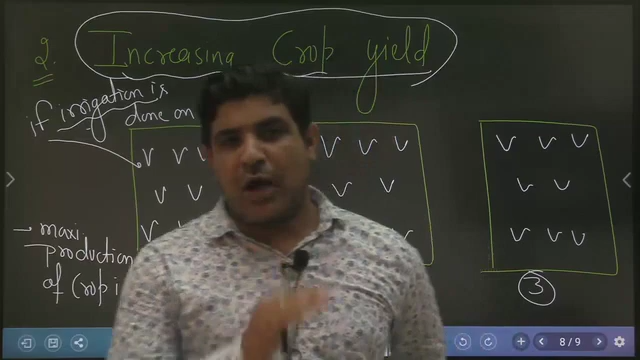 2. Increasing Crop yield
if irrigation is
done on
→ maxi
production
of Crop i
3
8/9